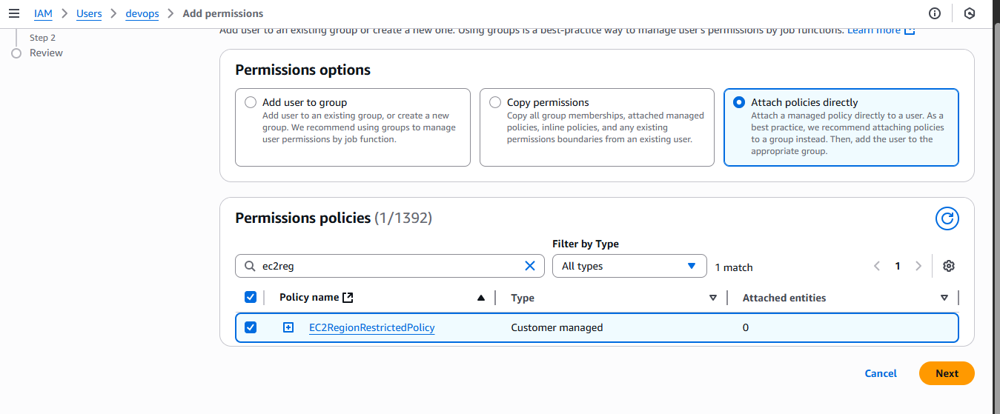 IAM > Users > devops > Add permissions
Step 2
Review
Add user to an existing group or create a new one. Using groups is a best-practice way to manage user's permissions by job functions. Learn more
Permissions options
Add user to group
Add user to an existing group, or create a new
group. We recommend using groups to manage
user permissions by job function.
Copy permissions
Copy all group memberships, attached managed
policies, inline policies, and any existing
permissions boundaries from an existing user.
Attach policies directly
Attach a managed policy directly to a user. As a
best practice, we recommend attaching policies
to a group instead. Then, add the user to the
appropriate group.
Permissions policies (1/1392)
Filter by Type
ec2reg
All types
1 match
1
Policy name
Type
Attached entities
EC2RegionRestrictedPolicy
Customer managed
0
Cancel
Next